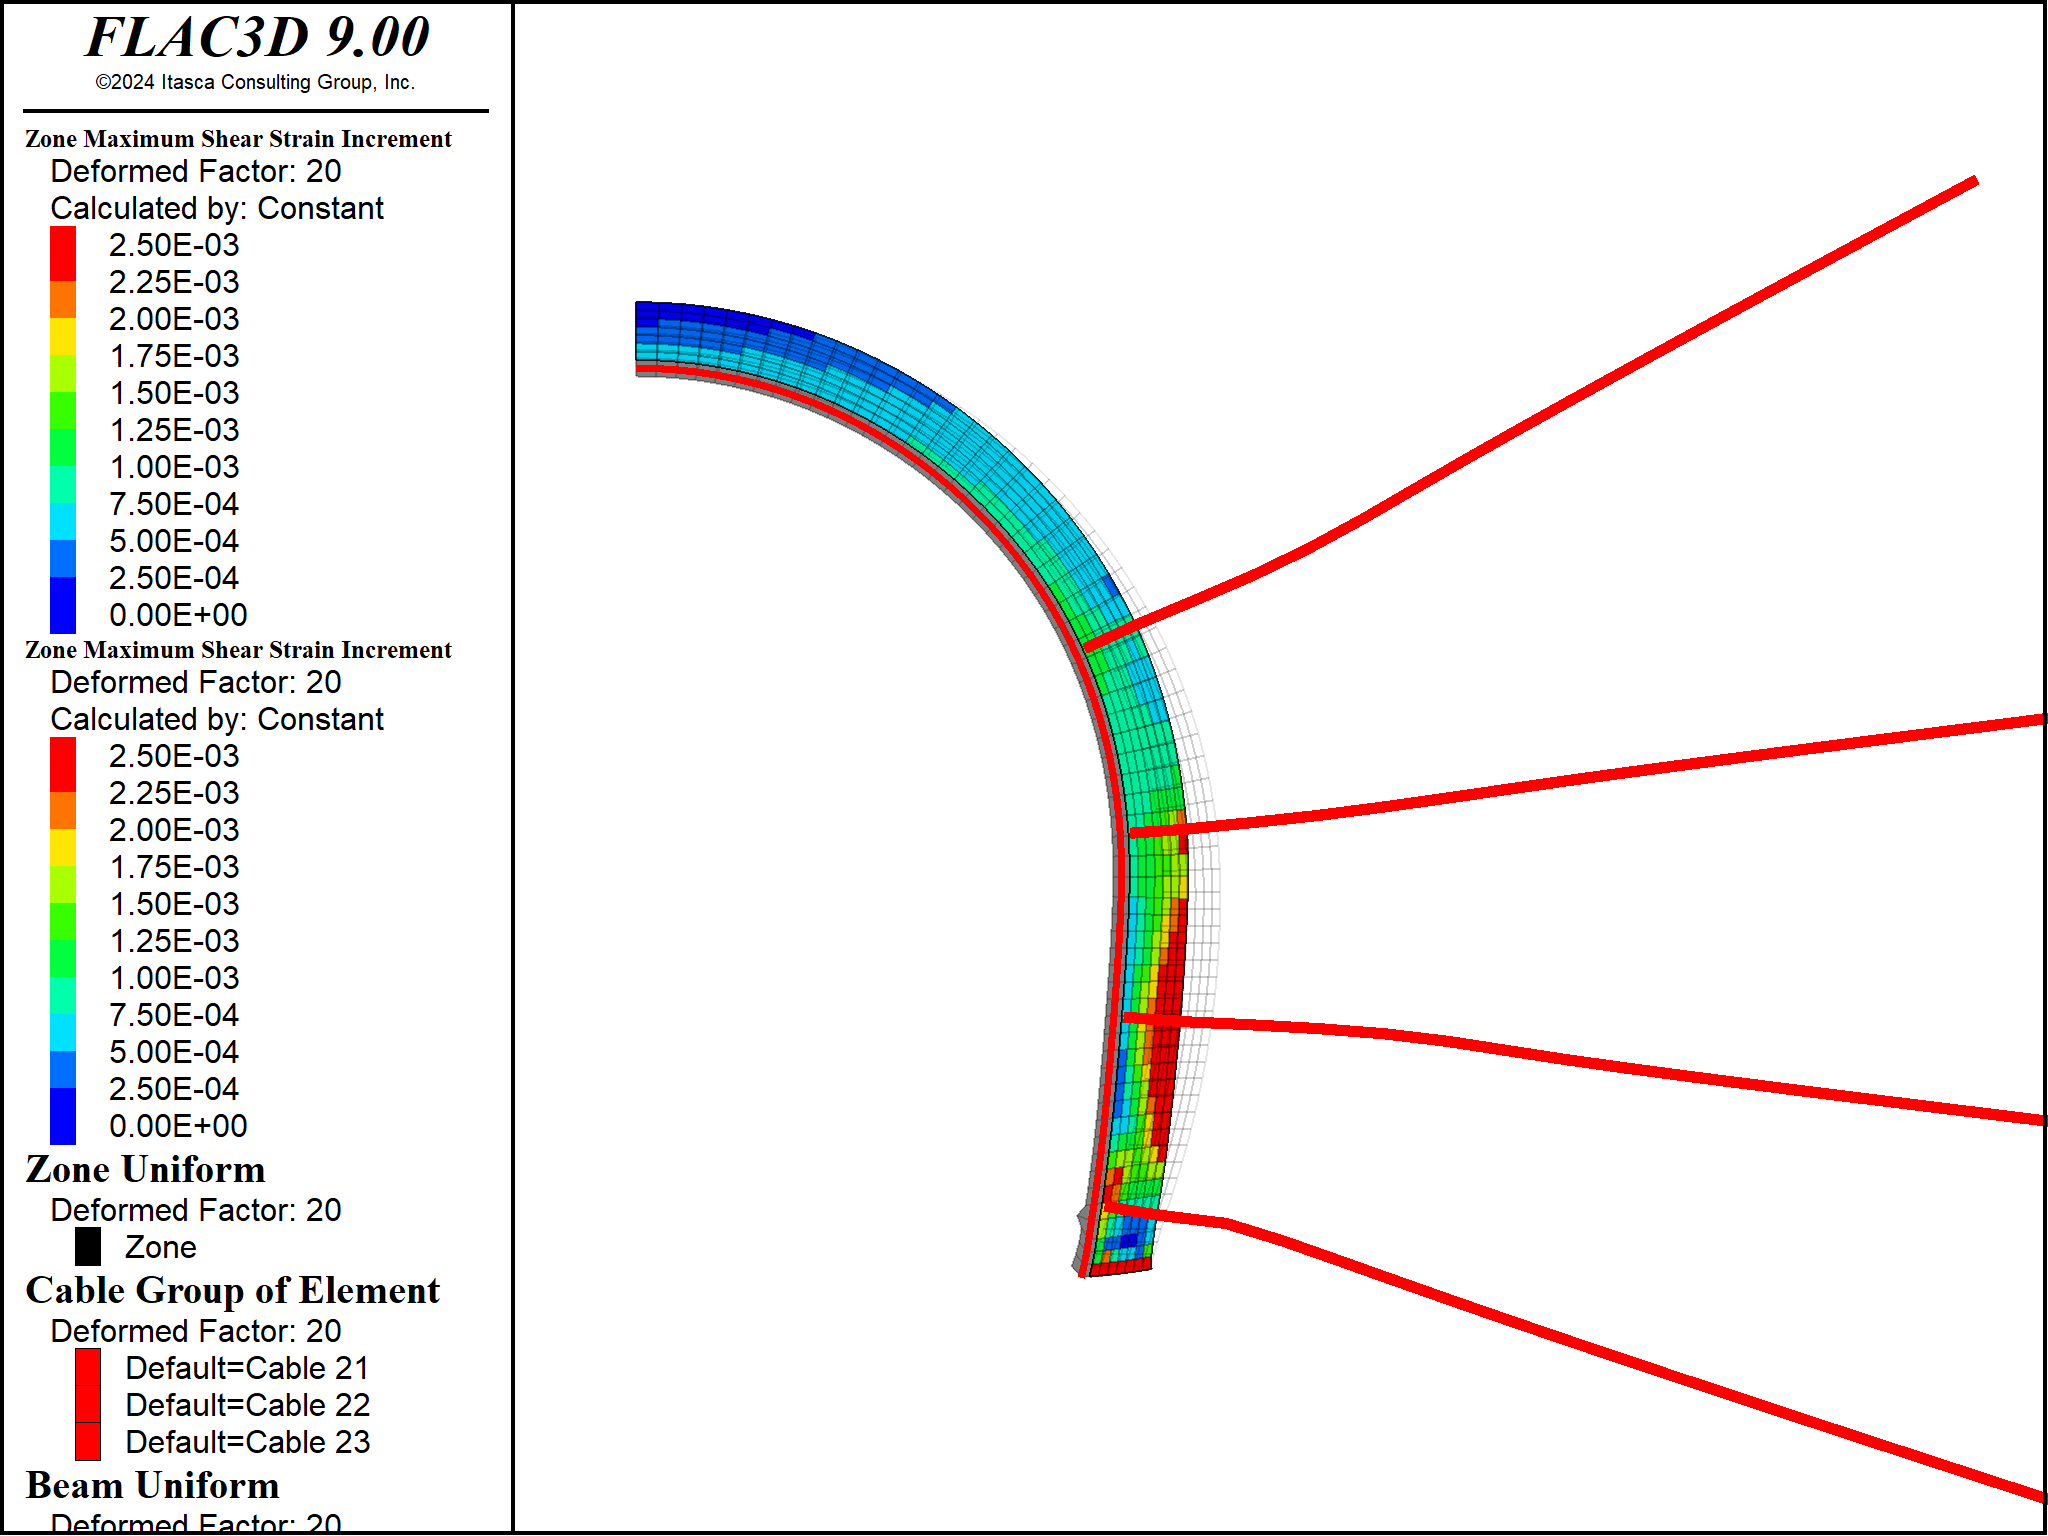 FLAC3D 9.00
©2024 Itasca Consulting Group, Inc.
Zone Maximum Shear Strain Increment
Deformed Factor: 20
Calculated by: Constant
2.50E-03
2.25E-03
2.00E-03
1.75E-03
1.50E-03
1.25E-03
1.00E-03
7.50E-04
5.00E-04
2.50E-04
0.00E+00
Zone Maximum Shear Strain Increment
Deformed Factor: 20
Calculated by: Constant
2.50E-03
2.25E-03
2.00E-03
1.75E-03
1.50E-03
1.25E-03
1.00E-03
7.50E-04
5.00E-04
2.50E-04
0.00E+00
Zone Uniform
Deformed Factor: 20
Zone
Cable Group of Element
Deformed Factor: 20
Default=Cable 21
Default=Cable 22
Default=Cable 23
Beam Uniform
Deformed Factor: 20